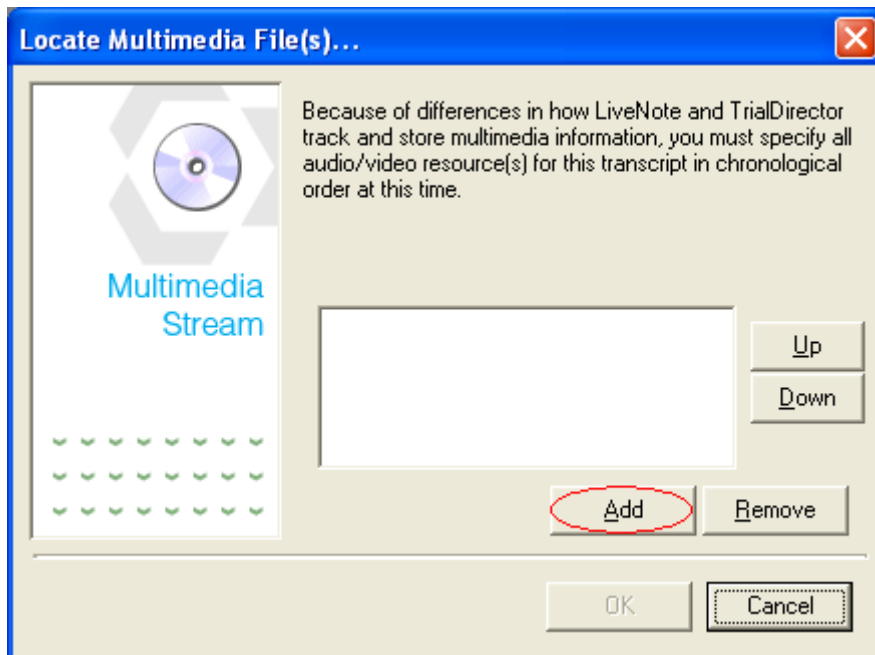 Locate Multimedia File(s)...
Because of differences in how LiveNote and TrialDirector
track and store multimedia information, you must specify all
audio/video resource(s) for this transcript in chronological
order at this time.
Multimedia
Stream
Up
Down
Add
Remove
OK
Cancel